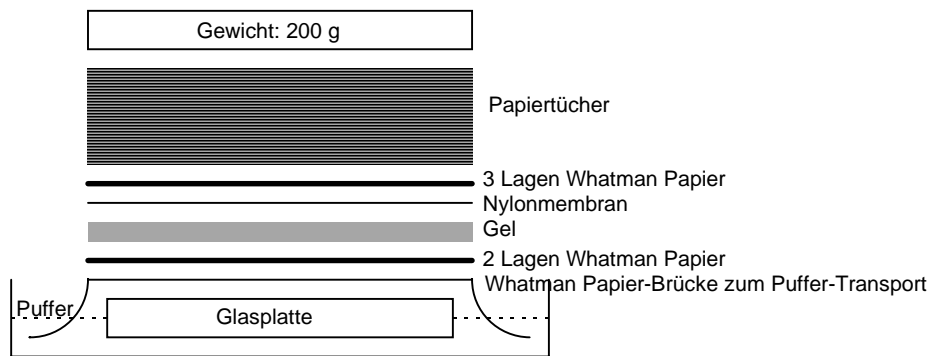 Gewicht: 200 g
Papiertücher
3 Lagen Whatman Papier
Nylonmembran
Gel
2 Lagen Whatman Papier
Whatman Papier-Brücke zum Puffer-Transport
Puffer
Glasplatte